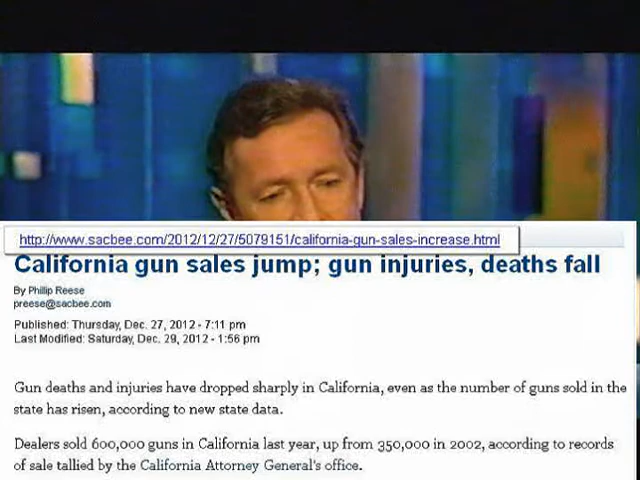 http://www.sacbee.com/2012/12/27/5079151/california-gun-sales-increase.html
California gun sales jump; gun injuries, deaths fall
By Phillip Reese
preese@sacbee.com
Published: Thursday, Dec. 27, 2012 - 7:11 pm
Last Modified: Saturday, Dec. 29, 2012 - 1:56 pm
Gun deaths and injuries have dropped sharply in California, even as the number of guns sold in the
state has risen, according to new state data.
Dealers sold 600,000 guns in California last year, up from 350,000 in 2002, according to records
of sale tallied by the California Attorney General's office.